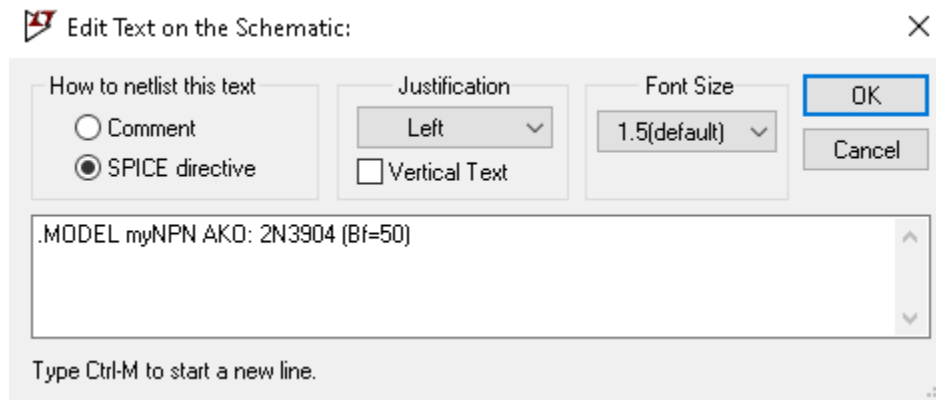 Edit Text on the Schematic:
How to netlist this text
Comment
SPICE directive
Justification
Left
Vertical Text
Font Size
1.5(default)
OK
Cancel
.MODEL myNPN AKO: 2N3904 (Bf=50)
Type Ctrl-M to start a new line.